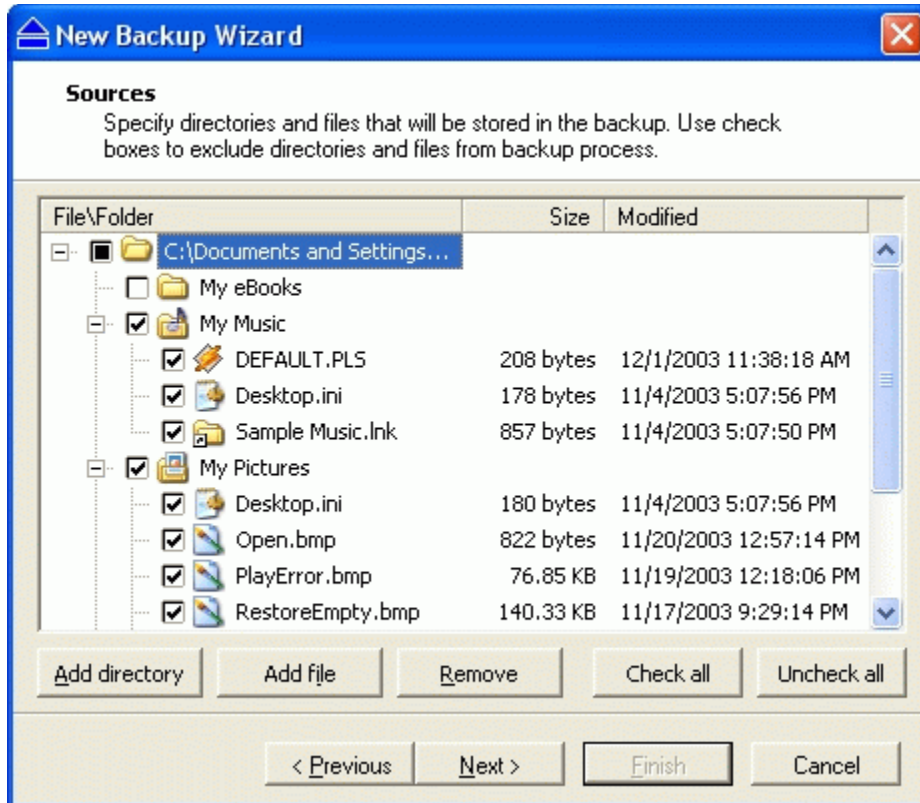 New Backup Wizard
Sources
Specify directories and files that will be stored in the backup. Use check
boxes to exclude directories and files from backup process.
File\Folder Size Modified
C:\Documents and Settings...
My eBooks
My Music
DEFAULT.PLS 208 bytes 12/1/2003 11:38:18 AM
Desktop.ini 178 bytes 11/4/2003 5:07:56 PM
Sample Music.lnk 857 bytes 11/4/2003 5:07:50 PM
My Pictures
Desktop.ini 180 bytes 11/4/2003 5:07:56 PM
Open.bmp 822 bytes 11/20/2003 12:57:14 PM
PlayError.bmp 76.85 KB 11/19/2003 12:18:06 PM
RestoreEmpty.bmp 140.33 KB 11/17/2003 9:29:14 PM
Add directory Add file Remove Check all Uncheck all
< Previous Next > Finish Cancel